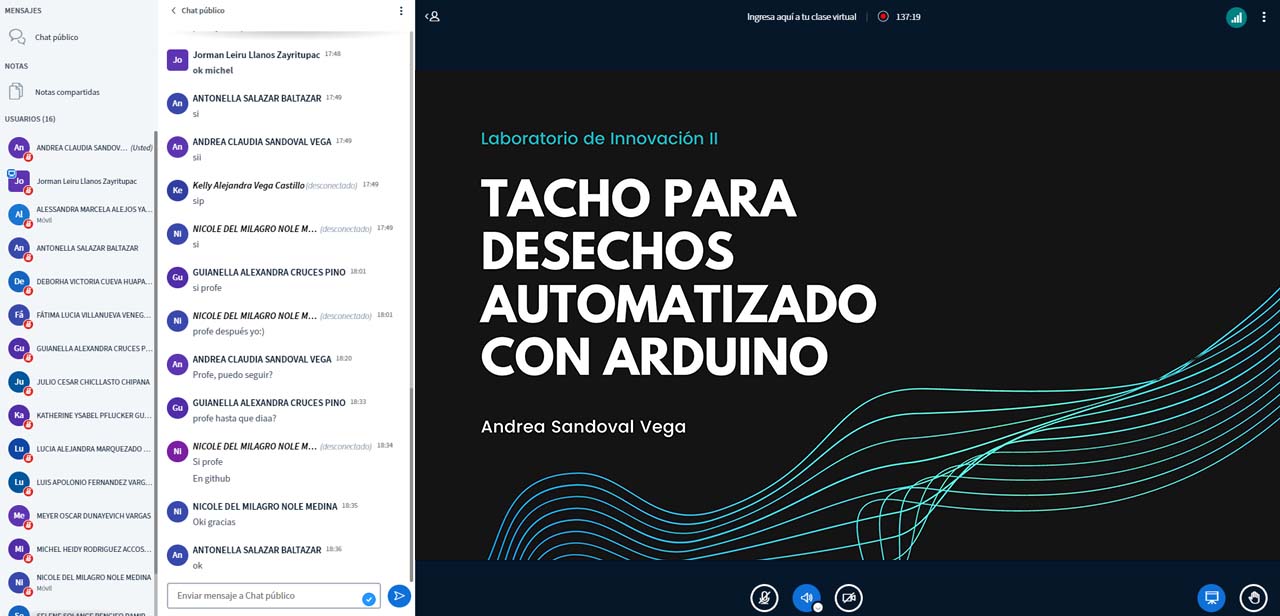 MENSAJES
Chat público
NOTAS
Notas compartidas
USUARIOS (16)
An
ANDREA CLAUDIA SANDOV... (Usted)
Jo
Jorman Leiru Llanos Zayritupac
Al
ALESSANDRA MARCELA ALEJOS YA...
Móvil
An
ANTONELLA SALAZAR BALTAZAR
De
DEBORHA VICTORIA CUEVA HUAPA...
Fá
FÁTIMA LUCIA VILLANUEVA VENEG...
Gu
GUIANELLA ALEXANDRA CRUCES P...
Ju
JULIO CESAR CHICLLASTO CHIPANA
Ka
KATHERINE YSABEL PFLUCKER GU...
Lu
LUCIA ALEJANDRA MARQUEZADO ...
Lu
LUIS APOLONIO FERNANDEZ VARG...
Me
MEYER OSCAR DUNAYEVICH VARGAS
Mi
MICHEL HEIDY RODRIGUEZ ACCOS...
Ni
NICOLE DEL MILAGRO NOLE MEDINA
Móvil
Chat público
Jo
Jorman Leiru Llanos Zayritupac 17:48
ok michel
An
ANTONELLA SALAZAR BALTAZAR 17:49
si
An
ANDREA CLAUDIA SANDOVAL VEGA 17:49
sii
Ke
Kelly Alejandra Vega Castillo (desconectado) 17:49
sip
Ni
NICOLE DEL MILAGRO NOLE M... (desconectado) 17:49
si
Gu
GUIANELLA ALEXANDRA CRUCES PINO 18:01
si profe
Ni
NICOLE DEL MILAGRO NOLE M... (desconectado) 18:01
profe después yo:)
An
ANDREA CLAUDIA SANDOVAL VEGA 18:20
Profe, puedo seguir?
Gu
GUIANELLA ALEXANDRA CRUCES PINO 18:33
profe hasta que diaa?
Ni
NICOLE DEL MILAGRO NOLE M... (desconectado) 18:34
Si profe
En github
Ni
NICOLE DEL MILAGRO NOLE MEDINA 18:35
Oki gracias
An
ANTONELLA SALAZAR BALTAZAR 18:36
ok
Enviar mensaje a Chat público
Ingresa aquí a tu clase virtual
137:19
Laboratorio de Innovación II
TACHO PARA
DESECHOS
AUTOMATIZADO
CON ARDUINO
Andrea Sandoval Vega